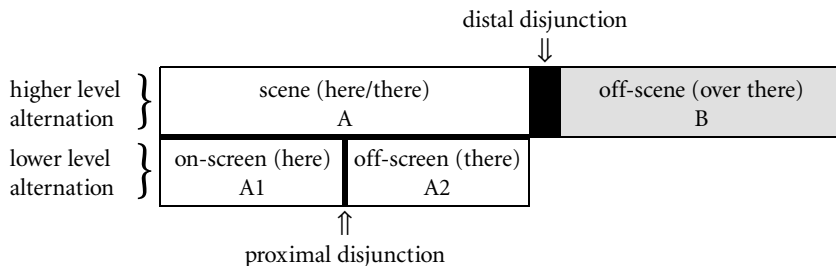 distal disjunction
⇓
higher level
alternation
scene (here/there)
A
off-scene (over there)
B
lower level
alternation
on-screen (here)
A1
off-screen (there)
A2
⇑
proximal disjunction